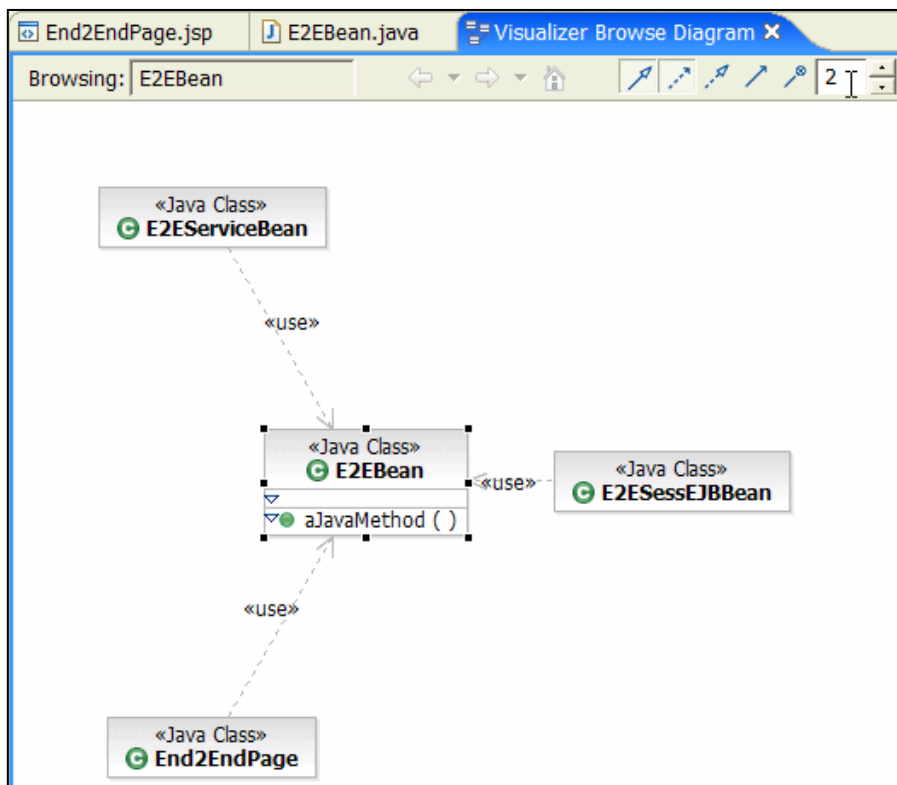 End2EndPage.jsp E2EBean.java Visualizer Browse Diagram
Browsing: E2EBean 2
«Java Class»
E2EServiceBean
«use»
«Java Class»
E2EBean
aJavaMethod ( )
«use»
«Java Class»
E2ESessEJBBean
«use»
«Java Class»
End2EndPage